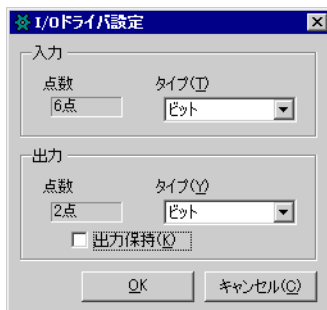 I/Oドライバ設定
入力
点数 タイプ(T)
6点 ビット
出力
点数 タイプ(Y)
2点 ビット
出力保持(K)
OK キャンセル(C)